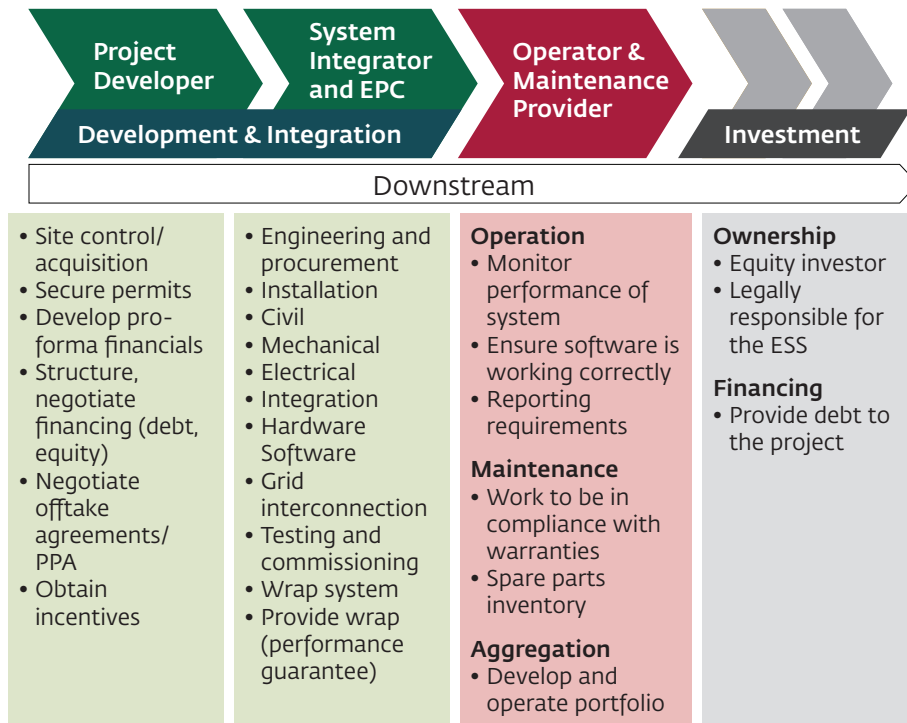 Project
Developer
System
Integrator
and EPC
Development & Integration
Operator &
Maintenance
Provider
Investment
Downstream
• Site control/
acquisition
• Secure permits
• Develop pro-
forma financials
• Structure,
negotiate
financing (debt,
equity)
• Negotiate
offtake
agreements/
PPA
• Obtain
incentives
• Engineering and
procurement
• Installation
• Civil
• Mechanical
• Electrical
• Integration
• Hardware
Software
• Grid
interconnection
• Testing and
commissioning
• Wrap system
• Provide wrap
(performance
guarantee)
Operation
• Monitor
performance of
system
• Ensure software is
working correctly
• Reporting
requirements
Maintenance
• Work to be in
compliance with
warranties
• Spare parts
inventory
Aggregation
• Develop and
operate portfolio
Ownership
• Equity investor
• Legally
responsible for
the ESS
Financing
• Provide debt to
the project